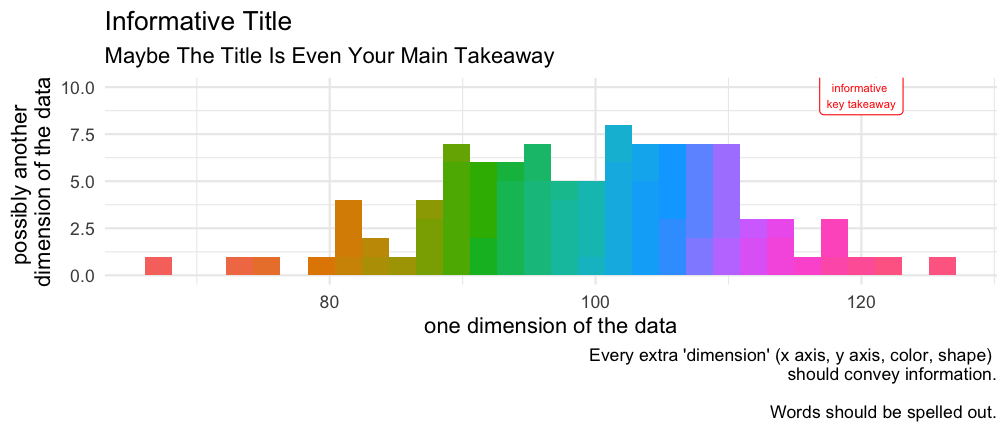 Informative Title
Maybe The Title Is Even Your Main Takeaway
possibly another
dimension of the data
10.0
7.5
5.0
2.5
0.0
informative
key takeaway
80
100
120
one dimension of the data
Every extra 'dimension' (x axis, y axis, color, shape)
should convey information.
Words should be spelled out.